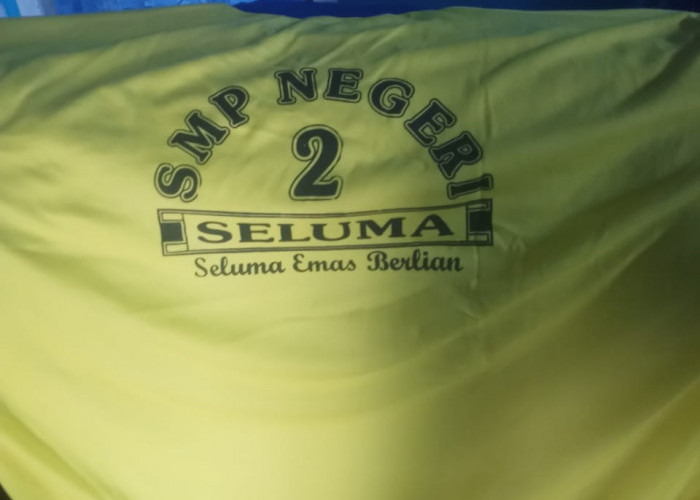 SMP NEGERI
2
SELUMA
Seluma Emas Berlian